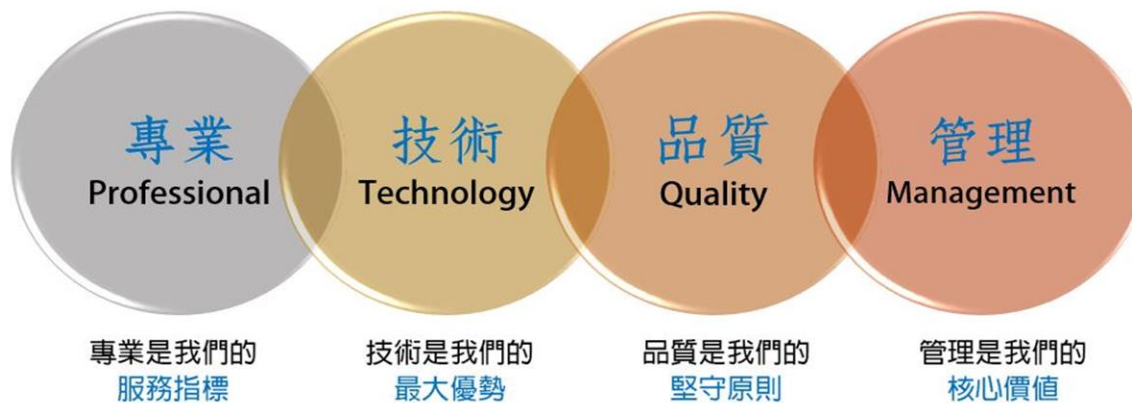 專業
Professional
技術
Technology
品質
Quality
管理
Management
專業是我們的
服務指標
技術是我們的
最大優勢
品質是我們的
堅守原則
管理是我們的
核心價值